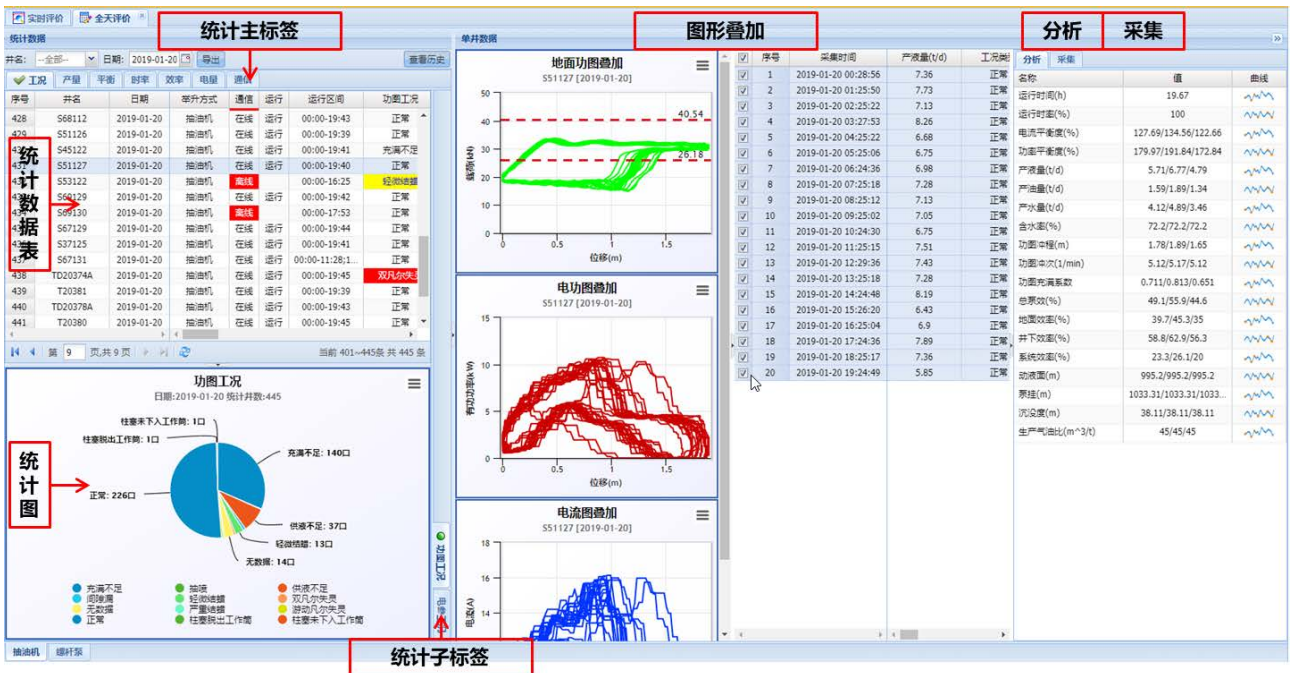 实时评价 全天评价
统计主标签
图形叠加
分析 采集
统计数据
单井数据
井名: --全部-- 日期: 2019-01-20 导出 查看历史
工况 产量 平衡 时率 效率 电量 通信
序号 井名 日期 举升方式 通信 运行 运行区间 功图工况
428 S68112 2019-01-20 抽油机 在线 运行 00:00-19:43 正常
429 S51126 2019-01-20 抽油机 在线 运行 00:00-19:39 正常
S45122 2019-01-20 抽油机 在线 运行 00:00-19:41 充满不足
431 S51127 2019-01-20 抽油机 在线 运行 00:00-19:40 正常
S53122 2019-01-20 抽油机 离线 00:00-16:25 轻微结蜡
S69129 2019-01-20 抽油机 在线 运行 00:00-19:42 正常
434 S69130 2019-01-20 抽油机 离线 00:00-17:53 正常
S67129 2019-01-20 抽油机 在线 运行 00:00-19:44 正常
S37125 2019-01-20 抽油机 在线 运行 00:00-19:41 正常
437 S67131 2019-01-20 抽油机 在线 运行 00:00-11:28;1... 正常
438 TD20374A 2019-01-20 抽油机 在线 运行 00:00-19:45 双凡尔失灵
439 T20381 2019-01-20 抽油机 在线 运行 00:00-19:39 正常
440 TD20378A 2019-01-20 抽油机 在线 运行 00:00-19:43 正常
441 T20380 2019-01-20 抽油机 在线 运行 00:00-19:45 正常
统计数据表
第 9 页,共 9 页 当前 401~445条 共 445 条
功图工况
日期:2019-01-20 统计井数:445
柱塞未下入工作筒: 1口
柱塞脱出工作筒: 1口
充满不足: 140口
正常: 226口
供液不足: 37口
轻微结蜡: 13口
无数据: 14口
统计图
充满不足 抽喷 供液不足
间隙漏 轻微结蜡 双凡尔失灵
无数据 严重结蜡 游动凡尔失灵
正常 柱塞脱出工作筒 柱塞未下入工作筒
功图工况
统计子标签
抽油机 螺杆泵
地面功图叠加
S51127 [2019-01-20]
50
40
30
20
10
0
载荷(kN)
40.54
26.18
0 0.5 1 1.5
位移(m)
电功图叠加
S51127 [2019-01-20]
15
10
5
0
有功功率(kW)
0 0.5 1 1.5
位移(m)
电流图叠加
S51127 [2019-01-20]
18
16
14
电流(A)
序号 采集时间 产液量(t/d) 工况类
1 2019-01-20 00:28:56 7.36 正常
2 2019-01-20 01:25:50 7.73 正常
3 2019-01-20 02:25:22 7.13 正常
4 2019-01-20 03:27:53 8.26 正常
5 2019-01-20 04:25:22 6.68 正常
6 2019-01-20 05:25:06 6.75 正常
7 2019-01-20 06:24:36 6.98 正常
8 2019-01-20 07:25:18 7.28 正常
9 2019-01-20 08:25:12 7.13 正常
10 2019-01-20 09:25:02 7.05 正常
11 2019-01-20 10:24:30 6.75 正常
12 2019-01-20 11:25:15 7.51 正常
13 2019-01-20 12:29:36 7.43 正常
14 2019-01-20 13:25:18 7.28 正常
15 2019-01-20 14:24:48 8.19 正常
16 2019-01-20 15:26:20 6.43 正常
17 2019-01-20 16:25:04 6.9 正常
18 2019-01-20 17:24:36 7.89 正常
19 2019-01-20 18:25:17 7.36 正常
20 2019-01-20 19:24:49 5.85 正常
分析 采集
名称 值 曲线
运行时间(h) 19.67
运行时率(%) 100
电流平衡度(%) 127.69/134.56/122.66
功率平衡度(%) 179.97/191.84/172.84
产液量(t/d) 5.71/6.77/4.79
产油量(t/d) 1.59/1.89/1.34
产水量(t/d) 4.12/4.89/3.46
含水率(%) 72.2/72.2/72.2
功图冲程(m) 1.78/1.89/1.65
功图冲次(1/min) 5.12/5.17/5.12
功图充满系数 0.711/0.813/0.651
总泵效(%) 49.1/55.9/44.6
地面效率(%) 39.7/45.3/35
井下效率(%) 58.8/62.9/56.3
系统效率(%) 23.3/26.1/20
动液面(m) 995.2/995.2/995.2
泵挂(m) 1033.31/1033.31/1033...
沉没度(m) 38.11/38.11/38.11
生产气油比(m^3/t) 45/45/45